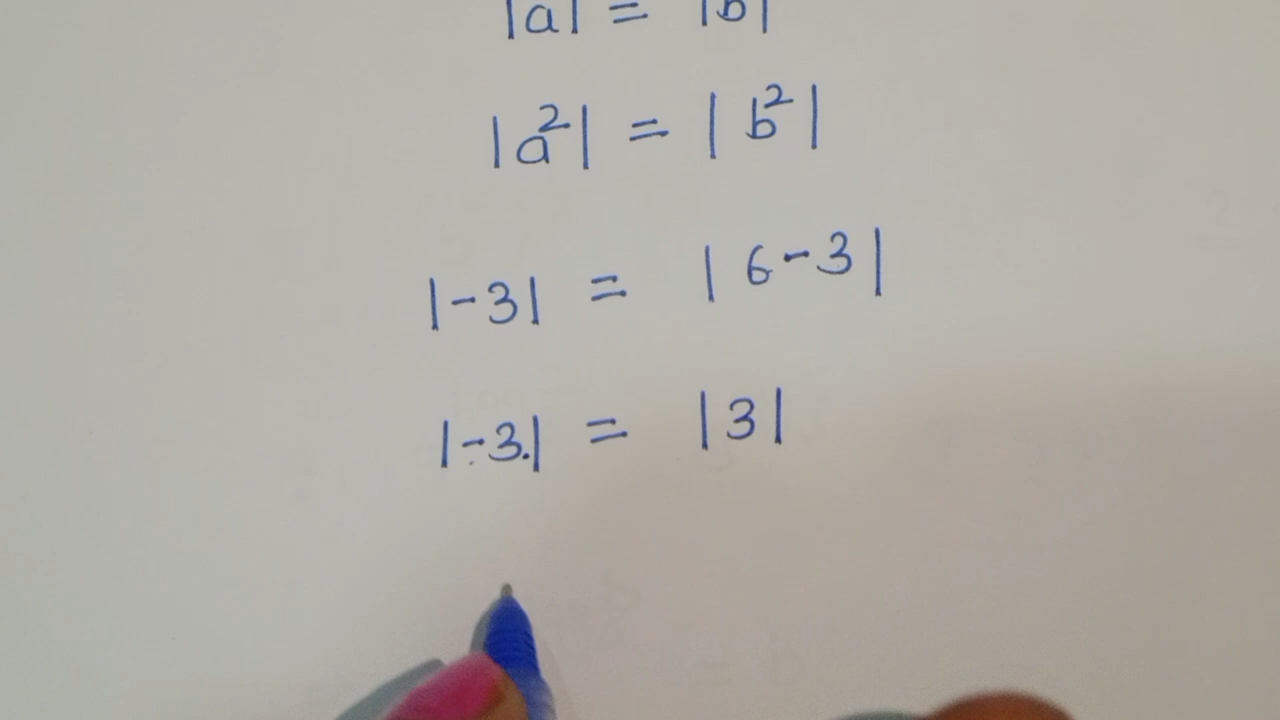 |a| = |b|
|a²| = |b²|
|-3| = |6-3|
|-3.| = |3|